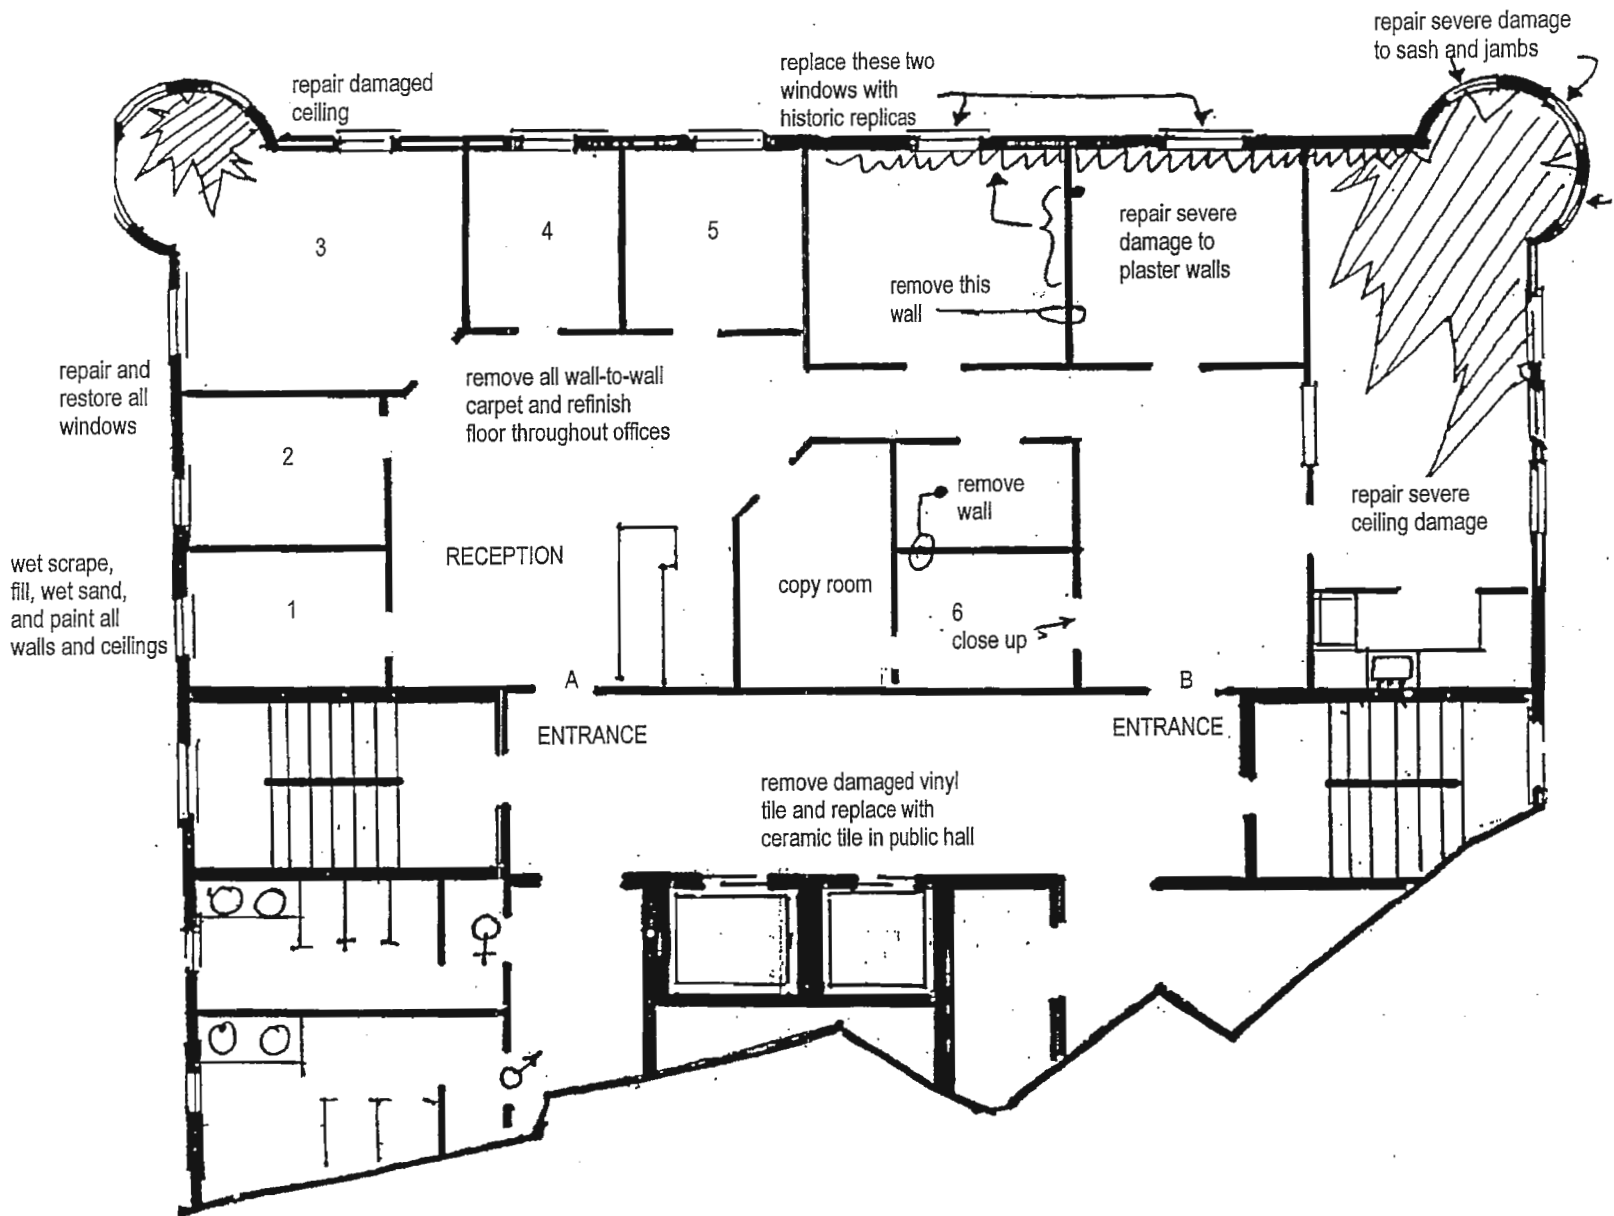 repair severe damage
to sash and jambs
replace these two
windows with
historic replicas
repair damaged
ceiling
3
4
5
repair severe
damage to
plaster walls
remove this
wall
repair and
restore all
windows
remove all wall-to-wall
carpet and refinish
floor throughout offices
2
remove
wall
repair severe
ceiling damage
RECEPTION
wet scrape,
fill, wet sand,
and paint all
walls and ceilings
1
copy room
6
close up
A
B
ENTRANCE
ENTRANCE
remove damaged vinyl
tile and replace with
ceramic tile in public hall